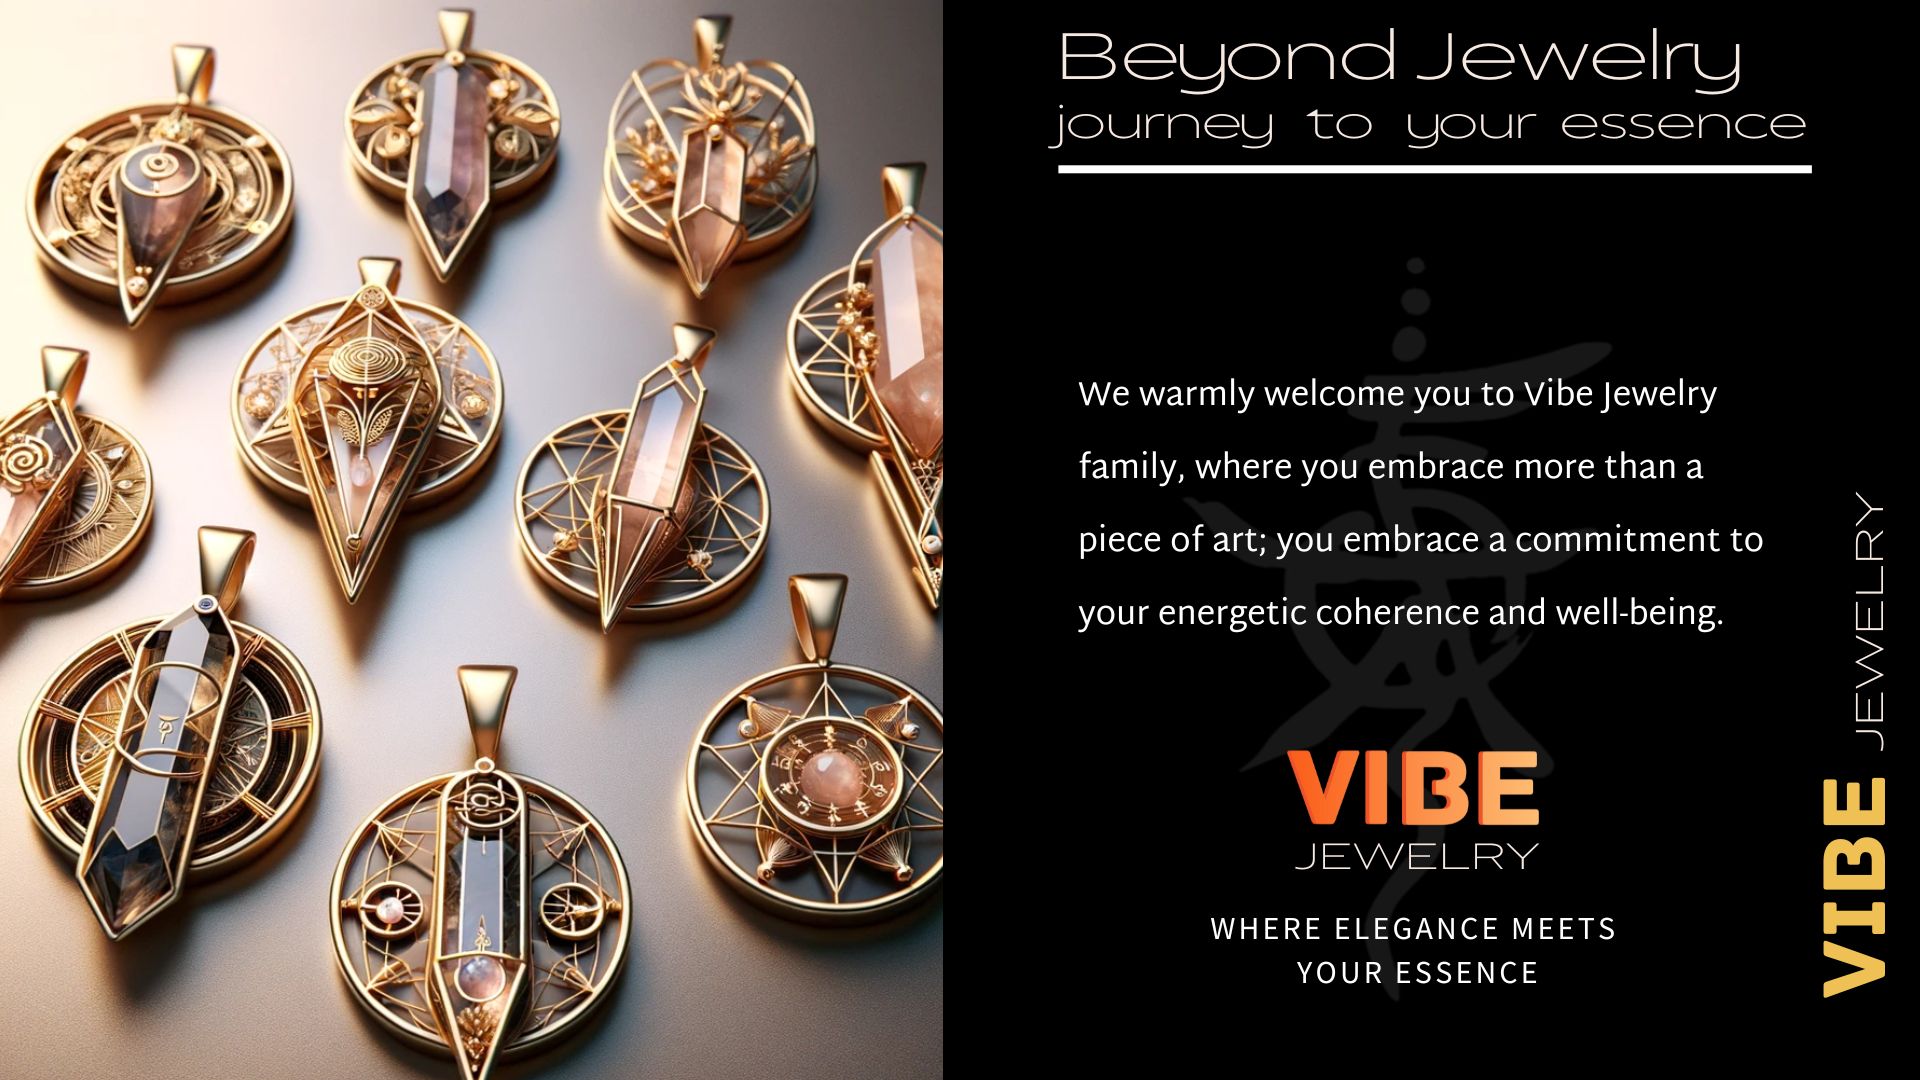 Beyond Jewelry
journey to your essence
We warmly welcome you to Vibe Jewelry
family, where you embrace more than a
piece of art; you embrace a commitment to
your energetic coherence and well-being.
VIBE
JEWELRY
WHERE ELEGANCE MEETS
YOUR ESSENCE
VIBE JEWELRY